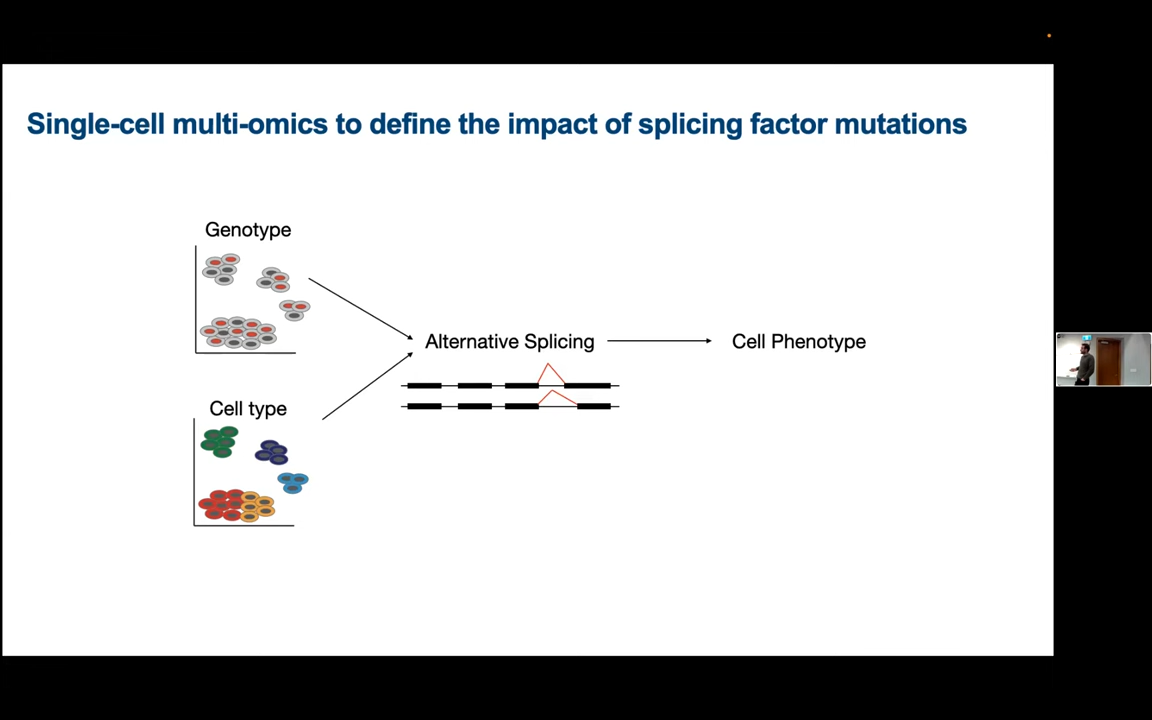 Single-cell multi-omics to define the impact of splicing factor mutations
Genotype
Alternative Splicing
Cell Phenotype
Cell type